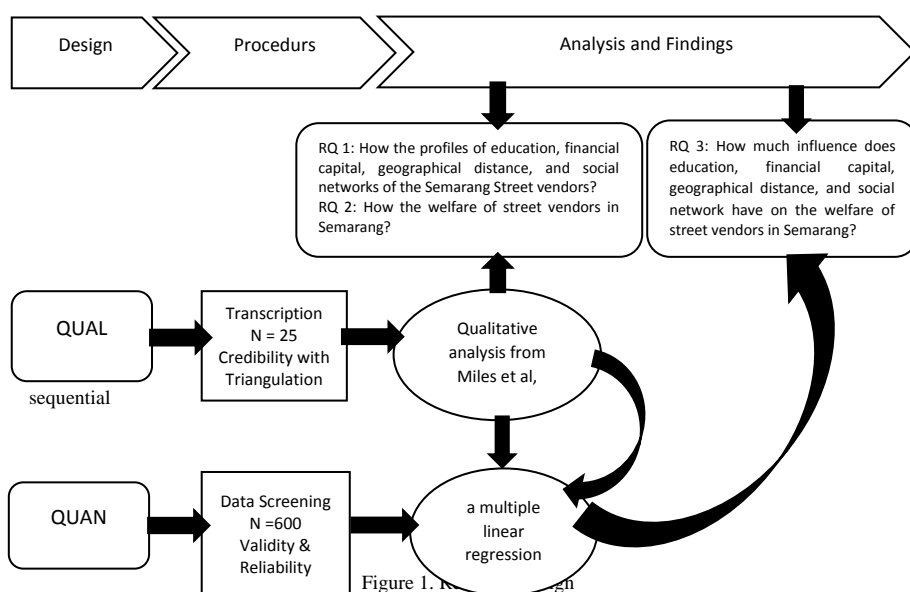 Design
Procedurs
Analysis and Findings
RQ 1: How the profiles of education, financial
capital, geographical distance, and social
networks of the Semarang Street vendors?
RQ 2: How the welfare of street vendors in
Semarang?
RQ 3: How much influence does
education, financial capital,
geographical distance, and social
network have on the welfare of
street vendors in Semarang?
QUAL
Transcription
N = 25
Credibility with
Triangulation
Qualitative
analysis from
Miles et al,
sequential
QUAN
Data Screening
N =600
Validity &
Reliability
a multiple
linear
regression
Figure 1.